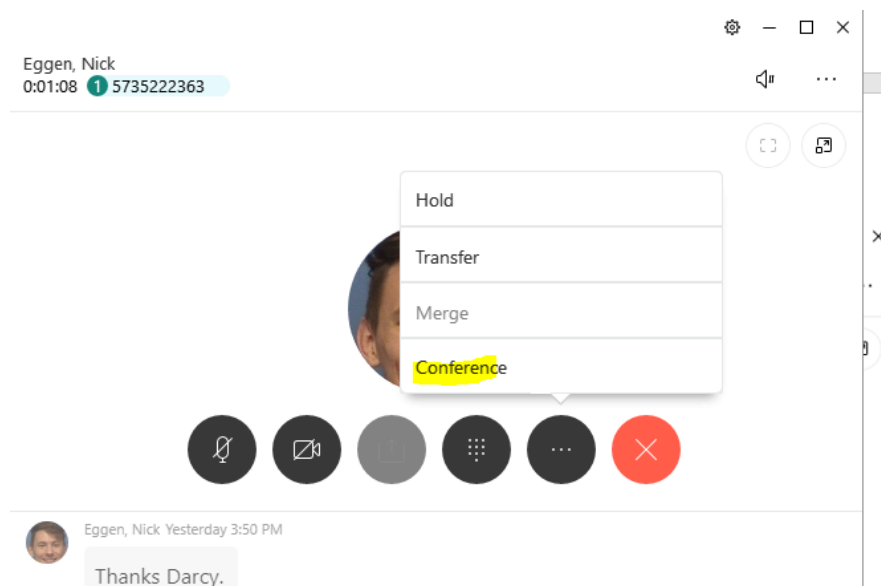 Eggen, Nick
0:01:08 1 5735222363
Hold
Transfer
Merge
Conference
Eggen, Nick Yesterday 3:50 PM
Thanks Darcy.